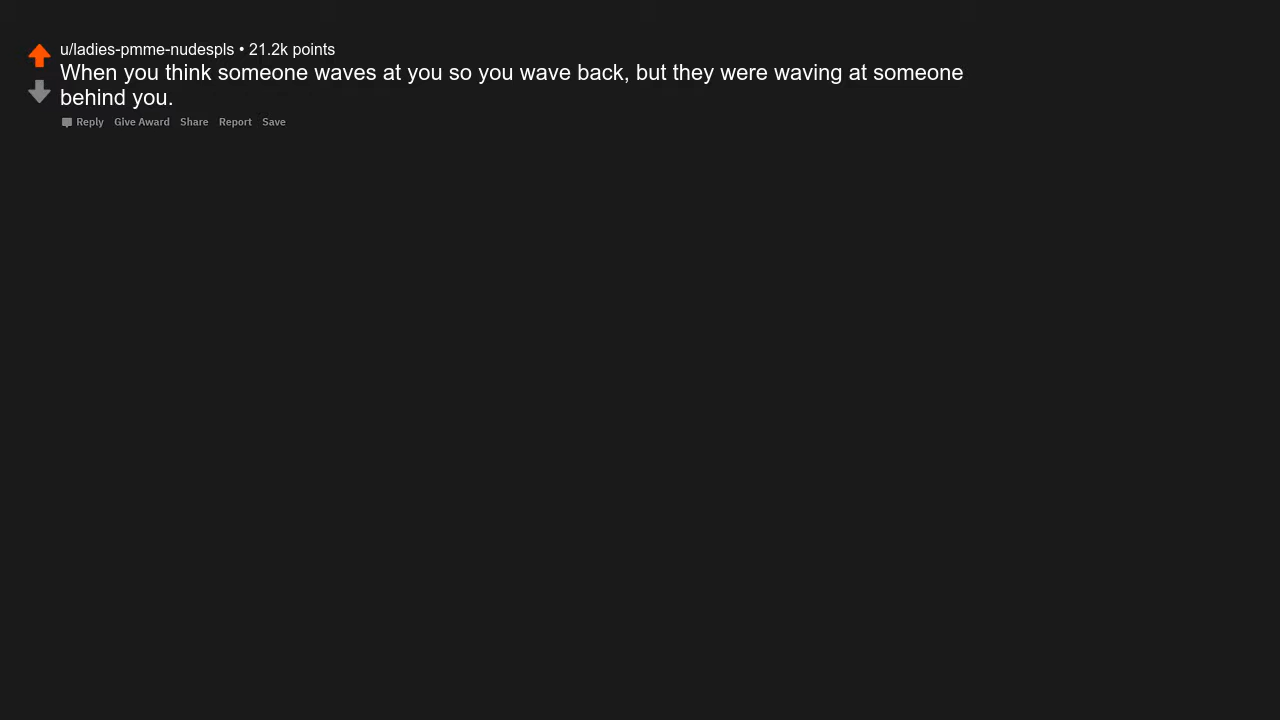 u/ladies-pmme-nudespls • 21.2k points
When you think someone waves at you so you wave back, but they were waving at someone
behind you.
Reply Give Award Share Report Save